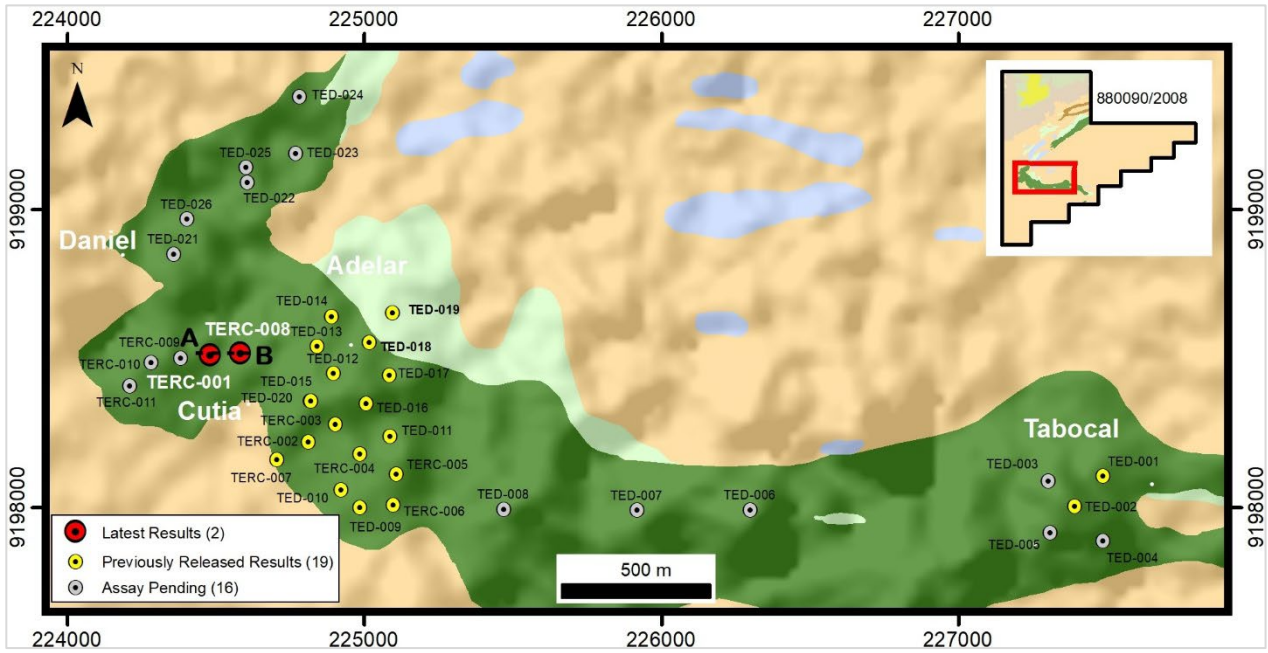 224000
225000
226000
227000
N
880090/2008
TED-024
TED-023
TED-025
TED-022
TED-026
TED-021
9199000
9199000
Daniel
Adelar
TED-014
TED-019
TED-013
TED-018
TERC-008
TERC-009
A
B
TED-012
TERC-010
TED-017
TERC-001
TED-015
TERC-011
TED-020
Cutia
TED-016
TERC-003
TED-011
TERC-002
TERC-004
TERC-005
TERC-007
TED-010
TERC-006
TED-009
TED-008
TED-007
TED-006
Tabocal
TED-003
TED-001
TED-002
TED-005
TED-004
9198000
9198000
Latest Results (2)
Previously Released Results (19)
Assay Pending (16)
500 m
224000
225000
226000
227000